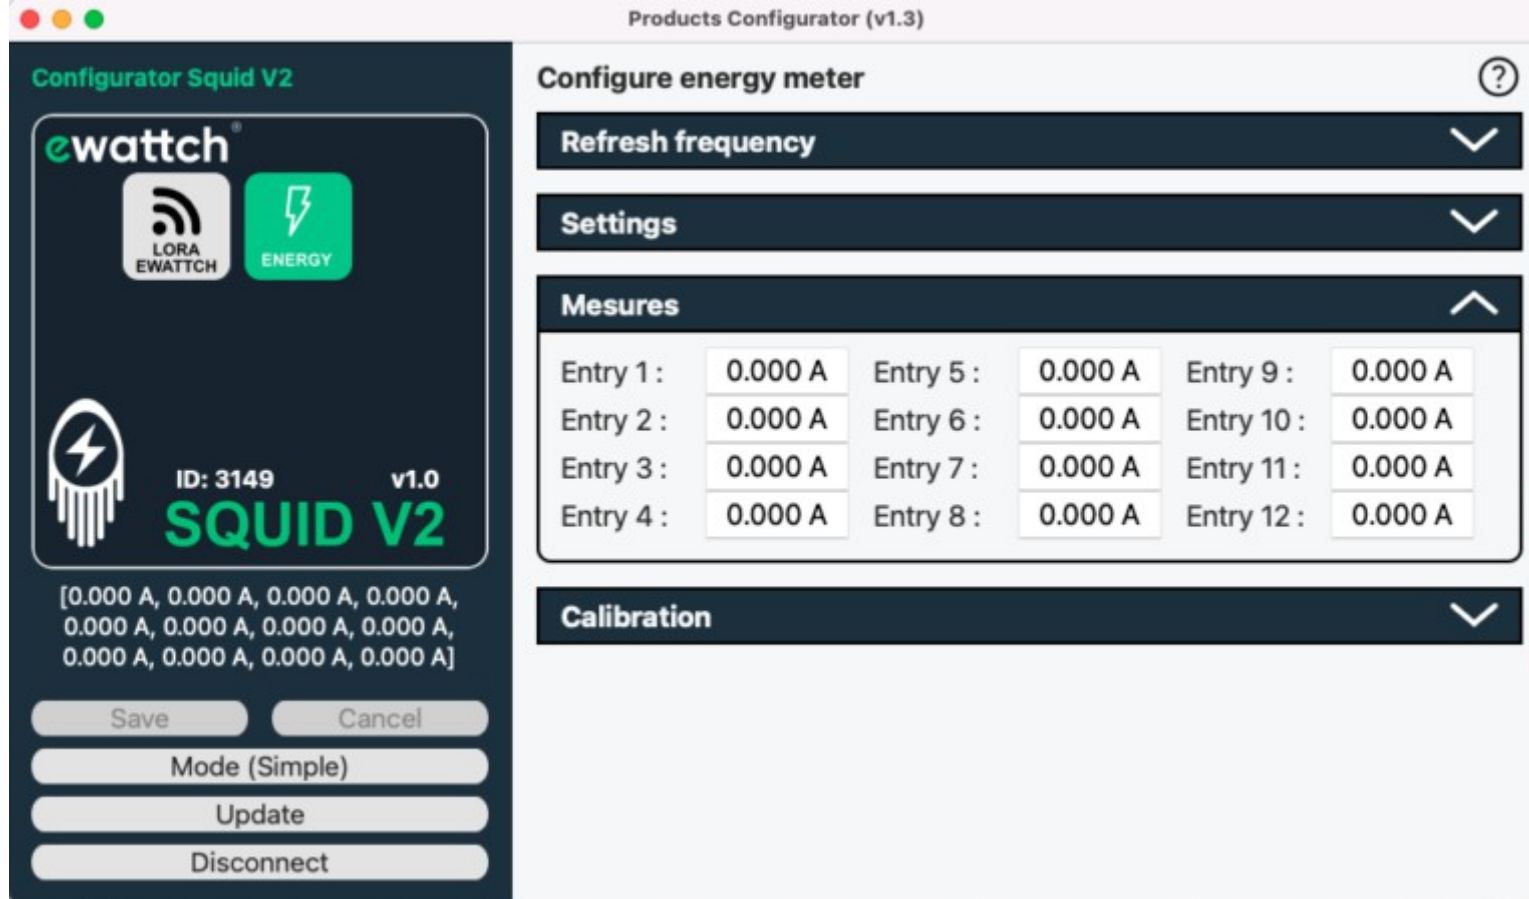 Products Configurator (v1.3)
Configurator Squid V2
ewattch®
LORA
EWATTCH
ENERGY
ID: 3149 v1.0
SQUID V2
[0.000 A, 0.000 A, 0.000 A, 0.000 A,
0.000 A, 0.000 A, 0.000 A, 0.000 A,
0.000 A, 0.000 A, 0.000 A, 0.000 A]
Save Cancel
Mode (Simple)
Update
Disconnect
Configure energy meter ?
Refresh frequency
Settings
Mesures
Entry 1 : 0.000 A Entry 5 : 0.000 A Entry 9 : 0.000 A
Entry 2 : 0.000 A Entry 6 : 0.000 A Entry 10 : 0.000 A
Entry 3 : 0.000 A Entry 7 : 0.000 A Entry 11 : 0.000 A
Entry 4 : 0.000 A Entry 8 : 0.000 A Entry 12 : 0.000 A
Calibration